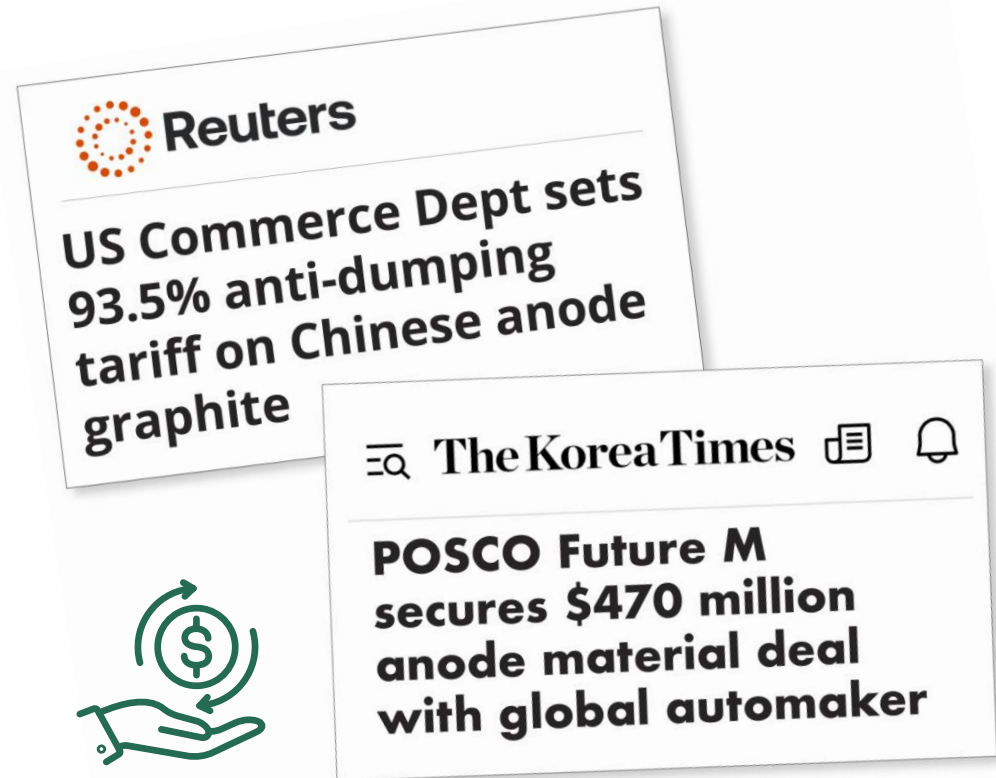 Reuters
US Commerce Dept sets
93.5% anti-dumping
tariff on Chinese anode
graphite
The Korea Times
POSCO Future M
secures $470 million
anode material deal
with global automaker
$